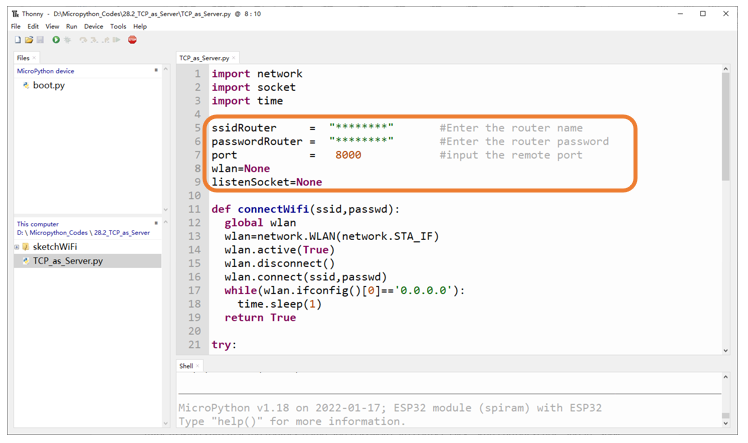 Thonny - D:\Micropython_Codes\28.2_TCP_as_Server\TCP_as_Server.py @ 8 : 10
File Edit View Run Device Tools Help
Files
MicroPython device
boot.py
This computer
D: \ Micropython_Codes \ 28.2_TCP_as_Server
sketchWiFi
TCP_as_Server.py
TCP_as_Server.py
1 import network
2 import socket
3 import time
4
5 ssidRouter = "********" #Enter the router name
6 passwordRouter = "********" #Enter the router password
7 port = 8000 #input the remote port
8 wlan=None
9 listenSocket=None
10
11 def connectWifi(ssid,passwd):
12 global wlan
13 wlan=network.WLAN(network.STA_IF)
14 wlan.active(True)
15 wlan.disconnect()
16 wlan.connect(ssid,passwd)
17 while(wlan.ifconfig()[0]=='0.0.0.0'):
18 time.sleep(1)
19 return True
20
21 try:
Shell
MicroPython v1.18 on 2022-01-17; ESP32 module (spiram) with ESP32
Type "help()" for more information.